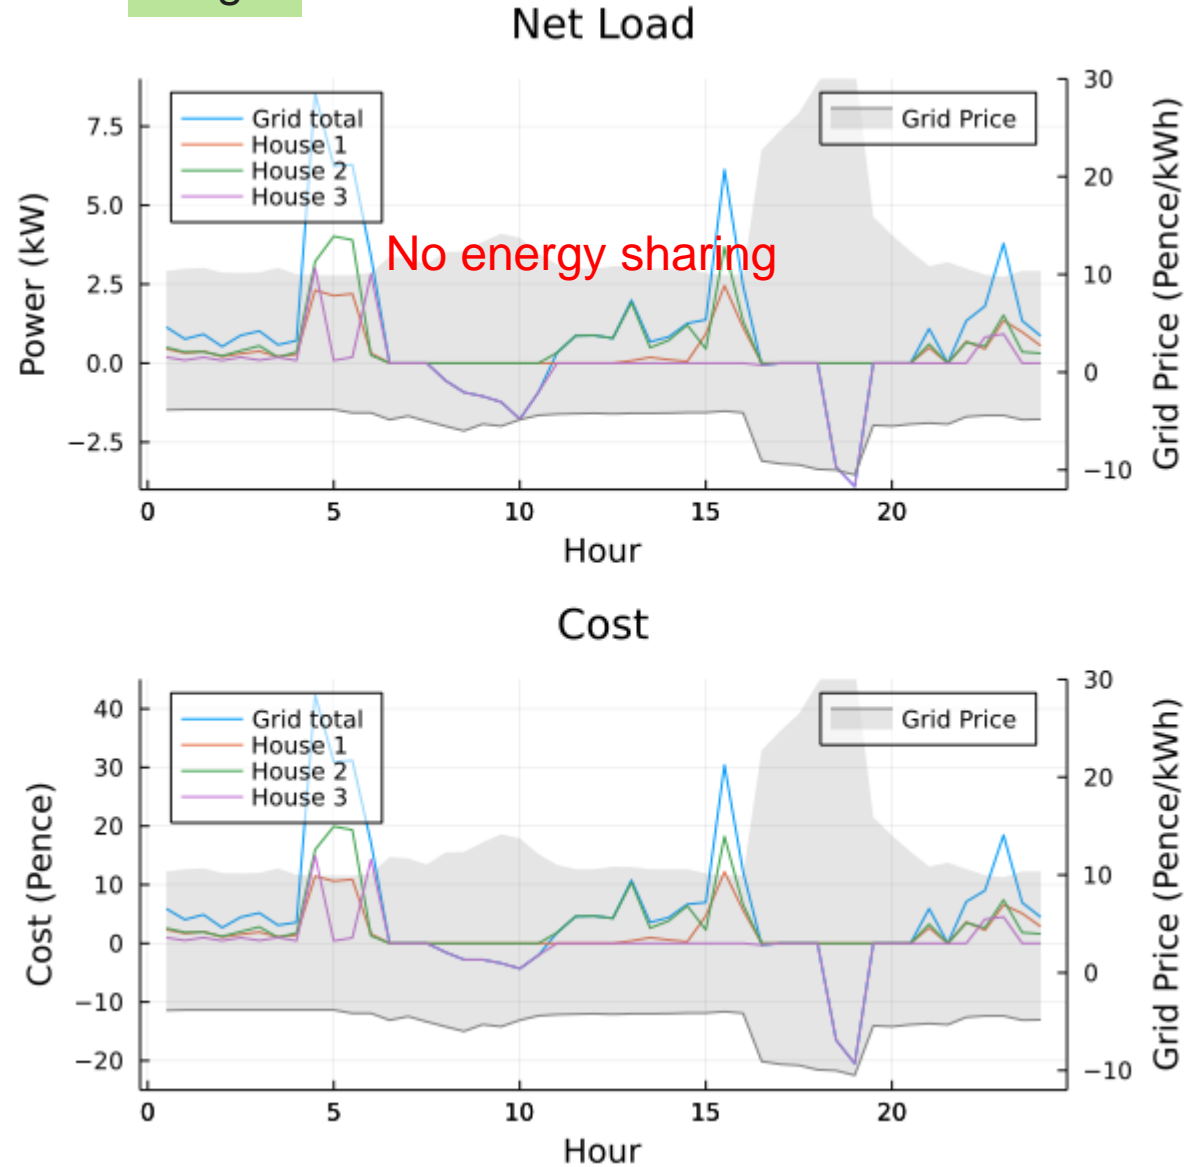 Net Load
Grid total
House 1
House 2
House 3
Grid Price
No energy sharing
Power (kW)
7.5
5.0
2.5
0.0
−2.5
Grid Price (Pence/kWh)
30
20
10
0
−10
0 5 10 15 20
Hour
Cost
Grid total
House 1
House 2
House 3
Grid Price
Cost (Pence)
40
30
20
10
0
−10
−20
Grid Price (Pence/kWh)
30
20
10
0
−10
0 5 10 15 20
Hour